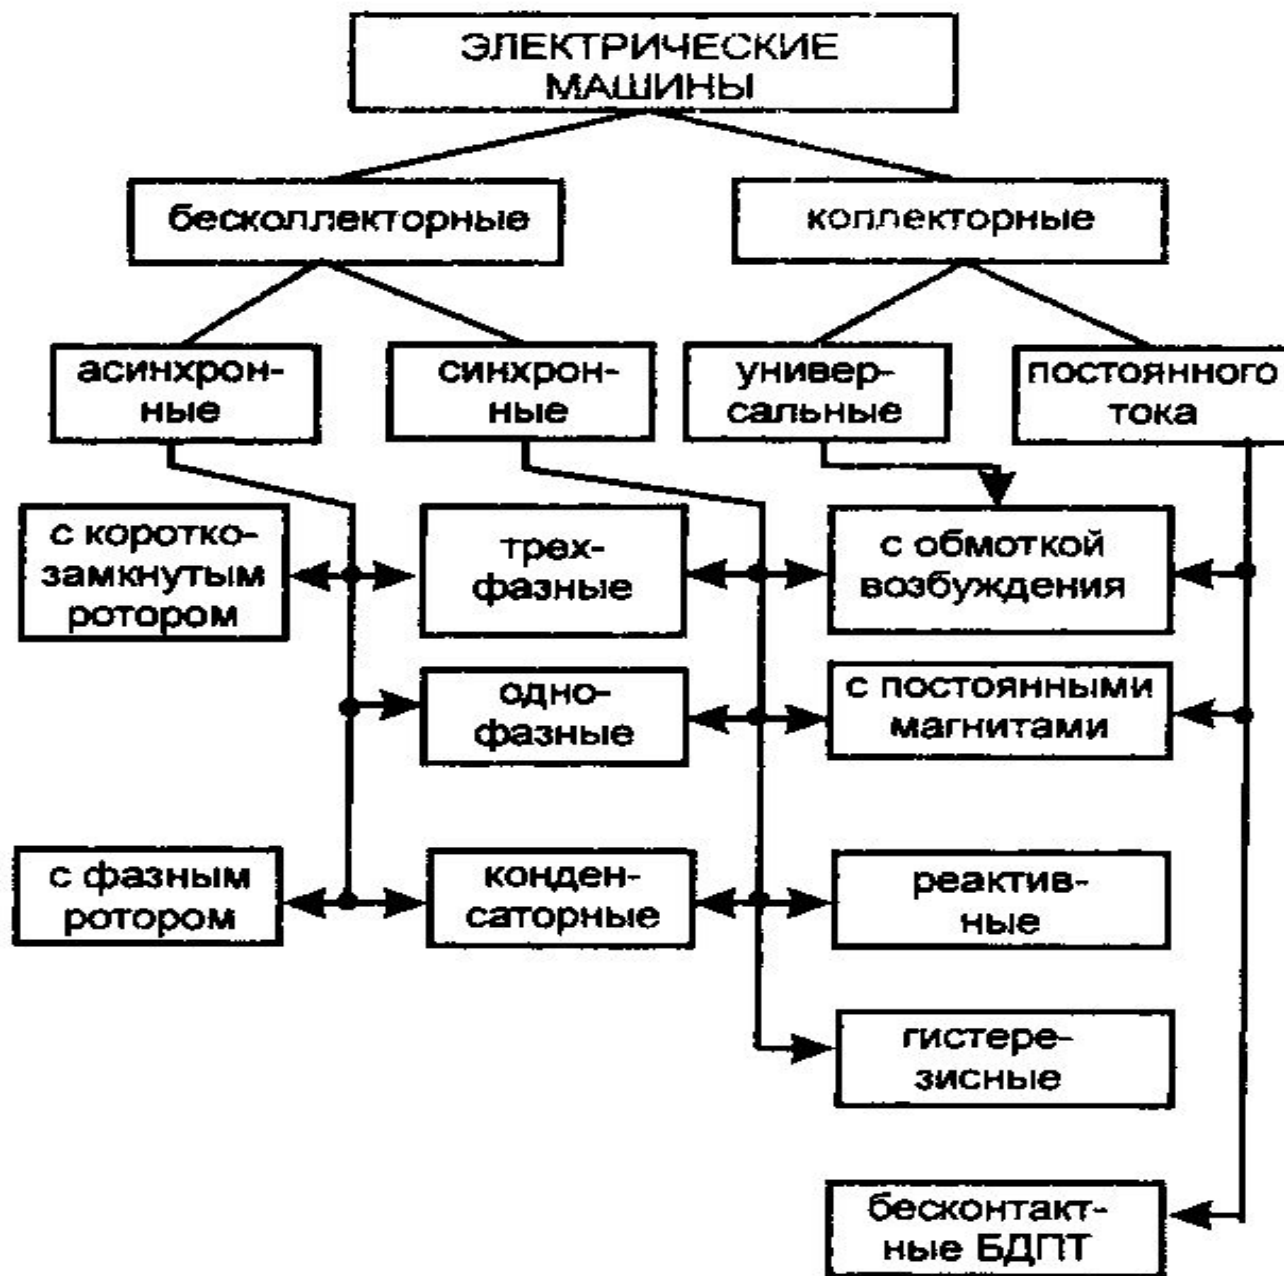 ЭЛЕКТРИЧЕСКИЕ
МАШИНЫ
бесколлекторные
коллекторные
асинхрон-
ные
синхрон-
ные
универ-
сальные
постоянного
тока
с коротко-
замкнутым
ротором
трех-
фазные
с обмоткой
возбуждения
одно-
фазные
с постоянными
магнитами
с фазным
ротором
конден-
саторные
реактив-
ные
гистере-
зисные
бесконтакт-
ные БДПТ